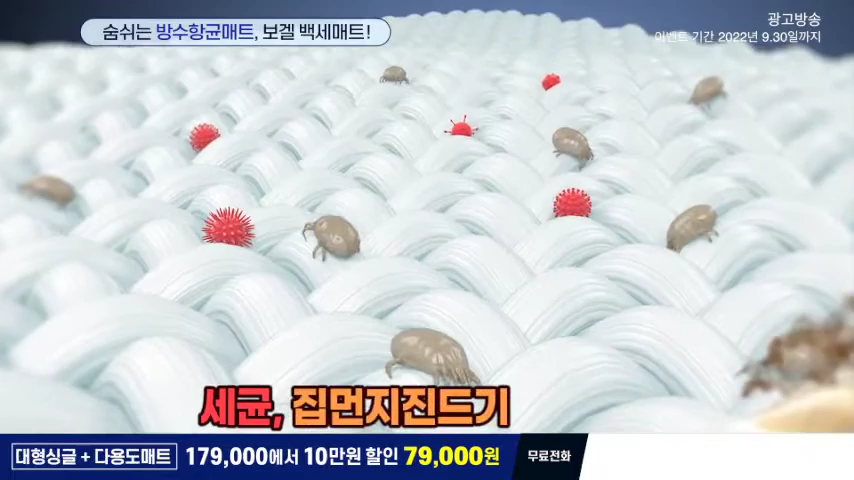 숨쉬는 방수항균매트, 보겔 백세매트!
광고방송
이벤트 기간 2022년 9.30일까지
세균, 집먼지진드기
대형싱글 + 다용도매트 179,000에서 10만원 할인 79,000원 무료전화